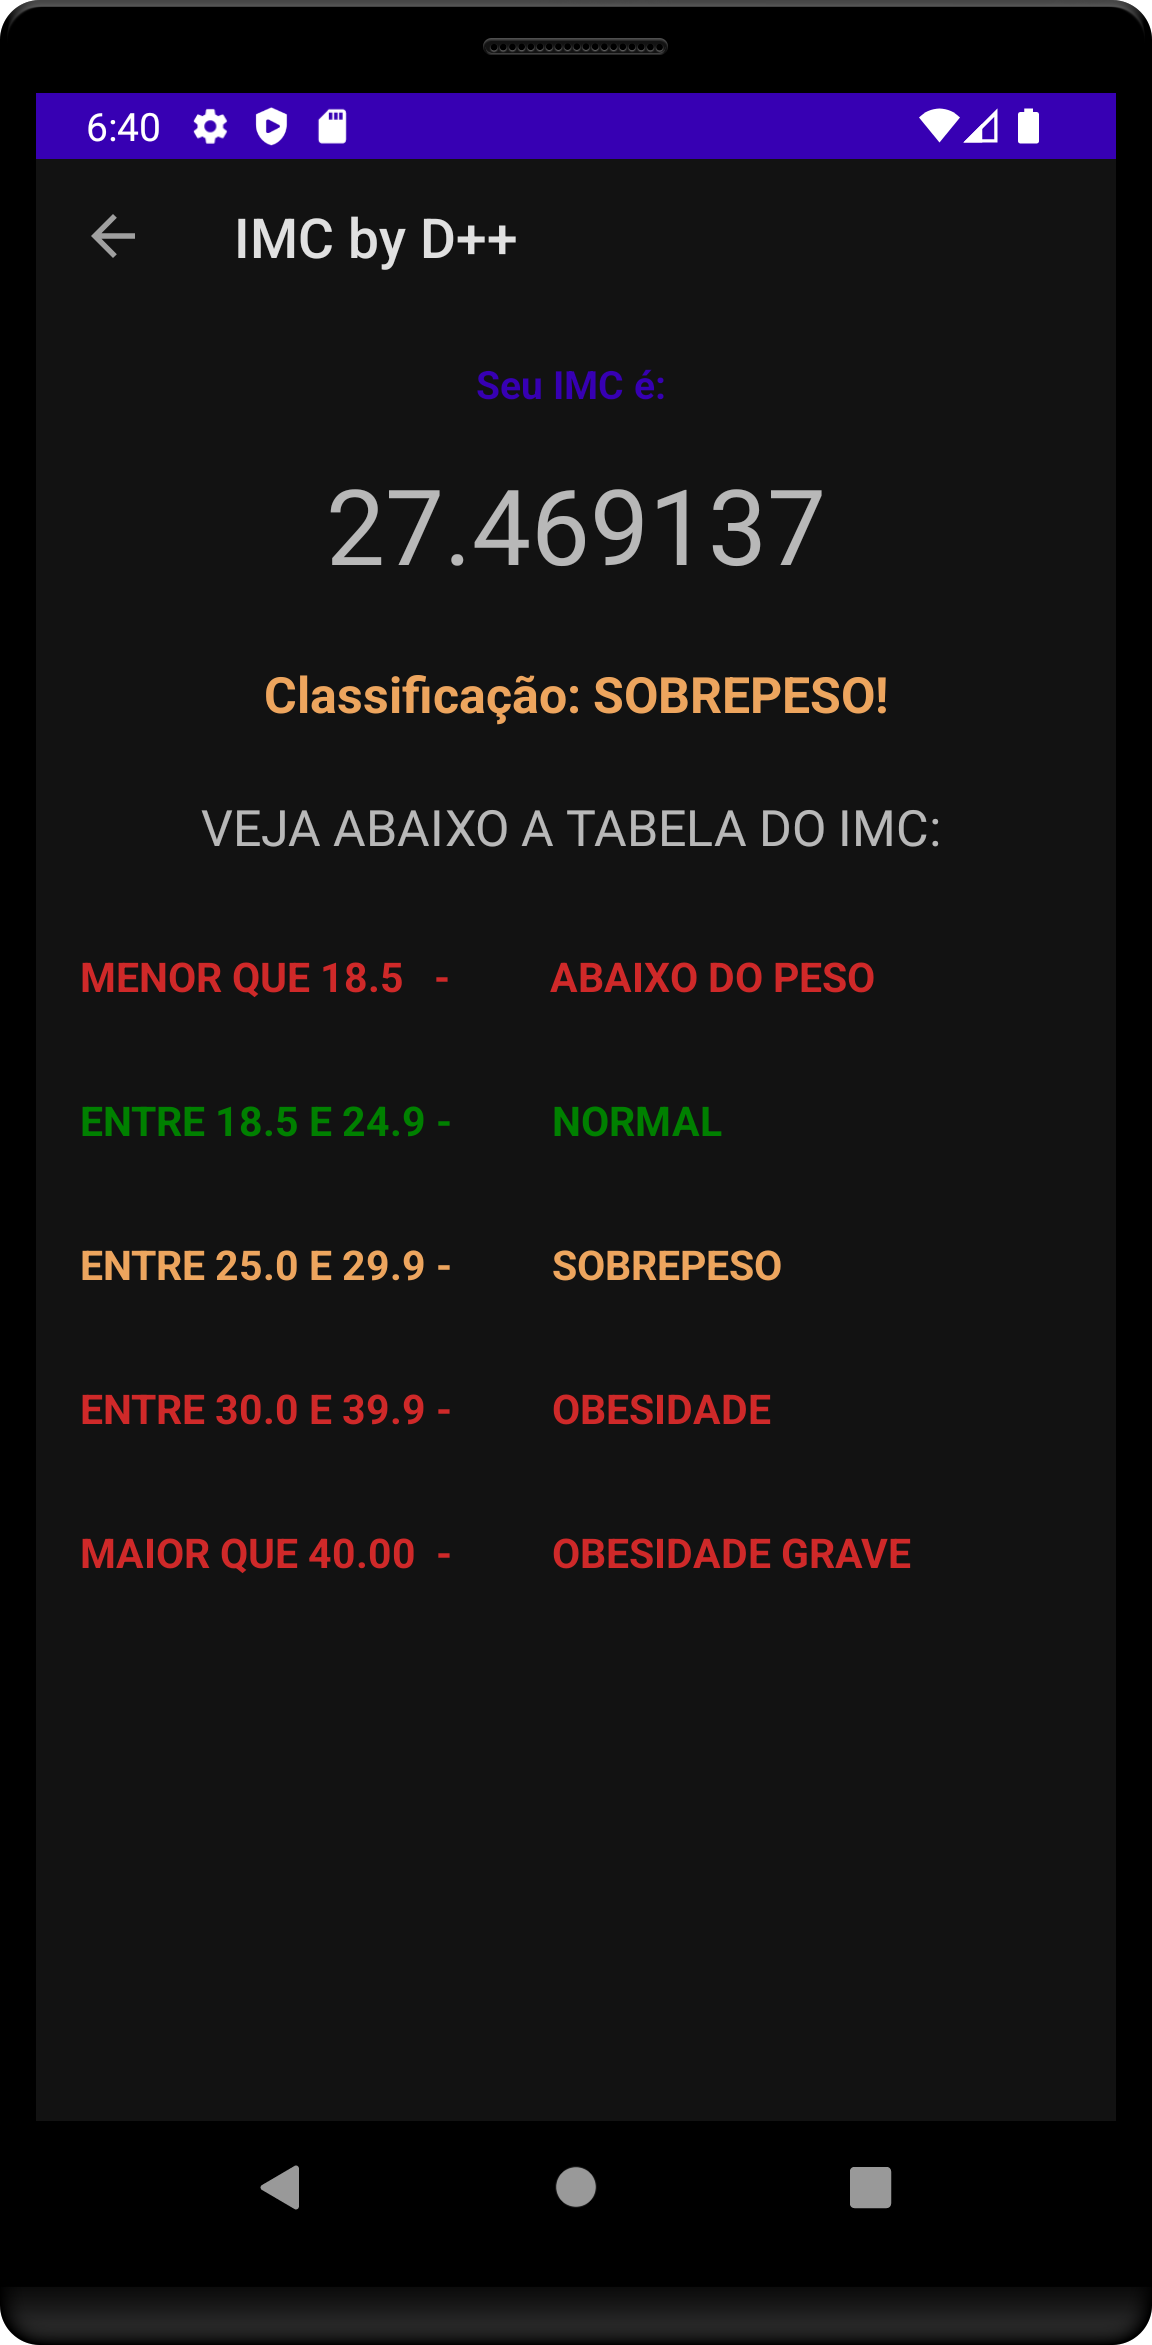 6:40
IMC by D++
Seu IMC é:
27.469137
Classificação: SOBREPESO!
VEJA ABAIXO A TABELA DO IMC:
MENOR QUE 18.5 - ABAIXO DO PESO
ENTRE 18.5 E 24.9 - NORMAL
ENTRE 25.0 E 29.9 - SOBREPESO
ENTRE 30.0 E 39.9 - OBESIDADE
MAIOR QUE 40.00 - OBESIDADE GRAVE